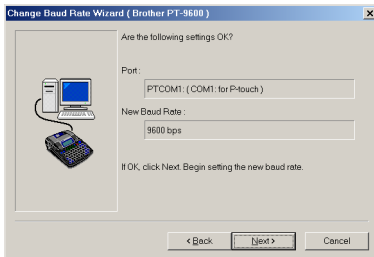 Change Baud Rate Wizard ( Brother PT-9600 )
Are the following settings OK?
Port :
PTCOM1: ( COM1: for P-touch )
New Baud Rate :
9600 bps
If OK, click Next. Begin setting the new baud rate.
< Back Next > Cancel